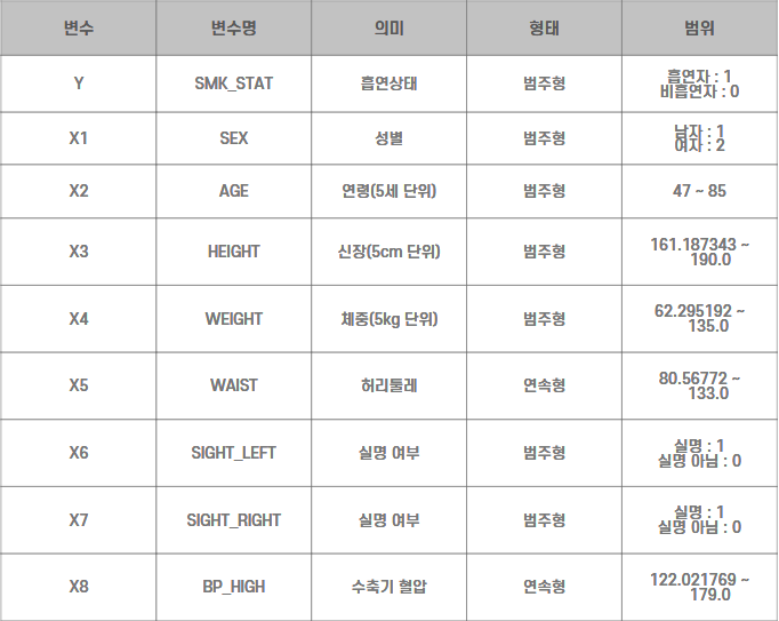 변수 변수명 의미 형태 범위
Y SMK_STAT 흡연상태 범주형 흡연자 : 1
비흡연자 : 0
X1 SEX 성별 범주형 남자 : 1
여자 : 2
X2 AGE 연령(5세 단위) 범주형 47 ~ 85
X3 HEIGHT 신장(5cm 단위) 범주형 161.187343 ~
190.0
X4 WEIGHT 체중(5kg 단위) 범주형 62.295192 ~
135.0
X5 WAIST 허리둘레 연속형 80.56772 ~
133.0
X6 SIGHT_LEFT 실명 여부 범주형 실명 : 1
실명 아님 : 0
X7 SIGHT_RIGHT 실명 여부 범주형 실명 : 1
실명 아님 : 0
X8 BP_HIGH 수축기 혈압 연속형 122.021769 ~
179.0